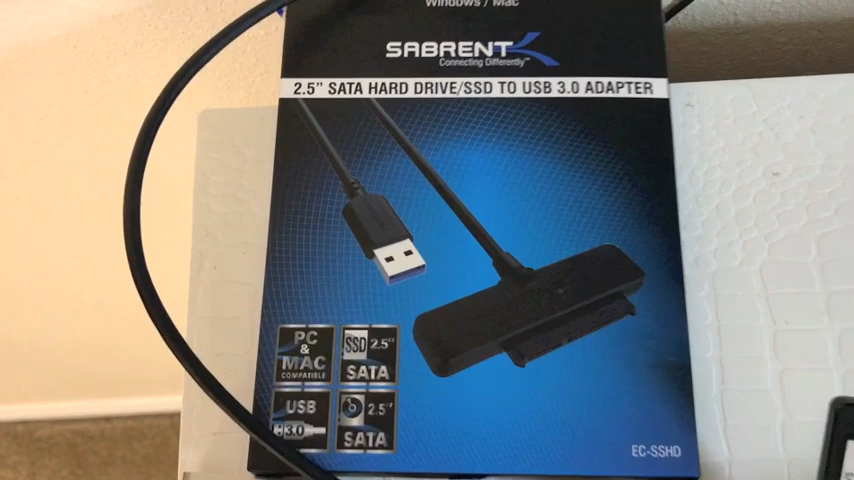 Windows / Mac
SABRENT
Connecting Differently™
2.5" SATA HARD DRIVE/SSD TO USB 3.0 ADAPTER
PC
&
MAC
COMPATIBLE
SSD 2.5"
SATA
USB
3.0
2.5"
SATA
EC-SSHD